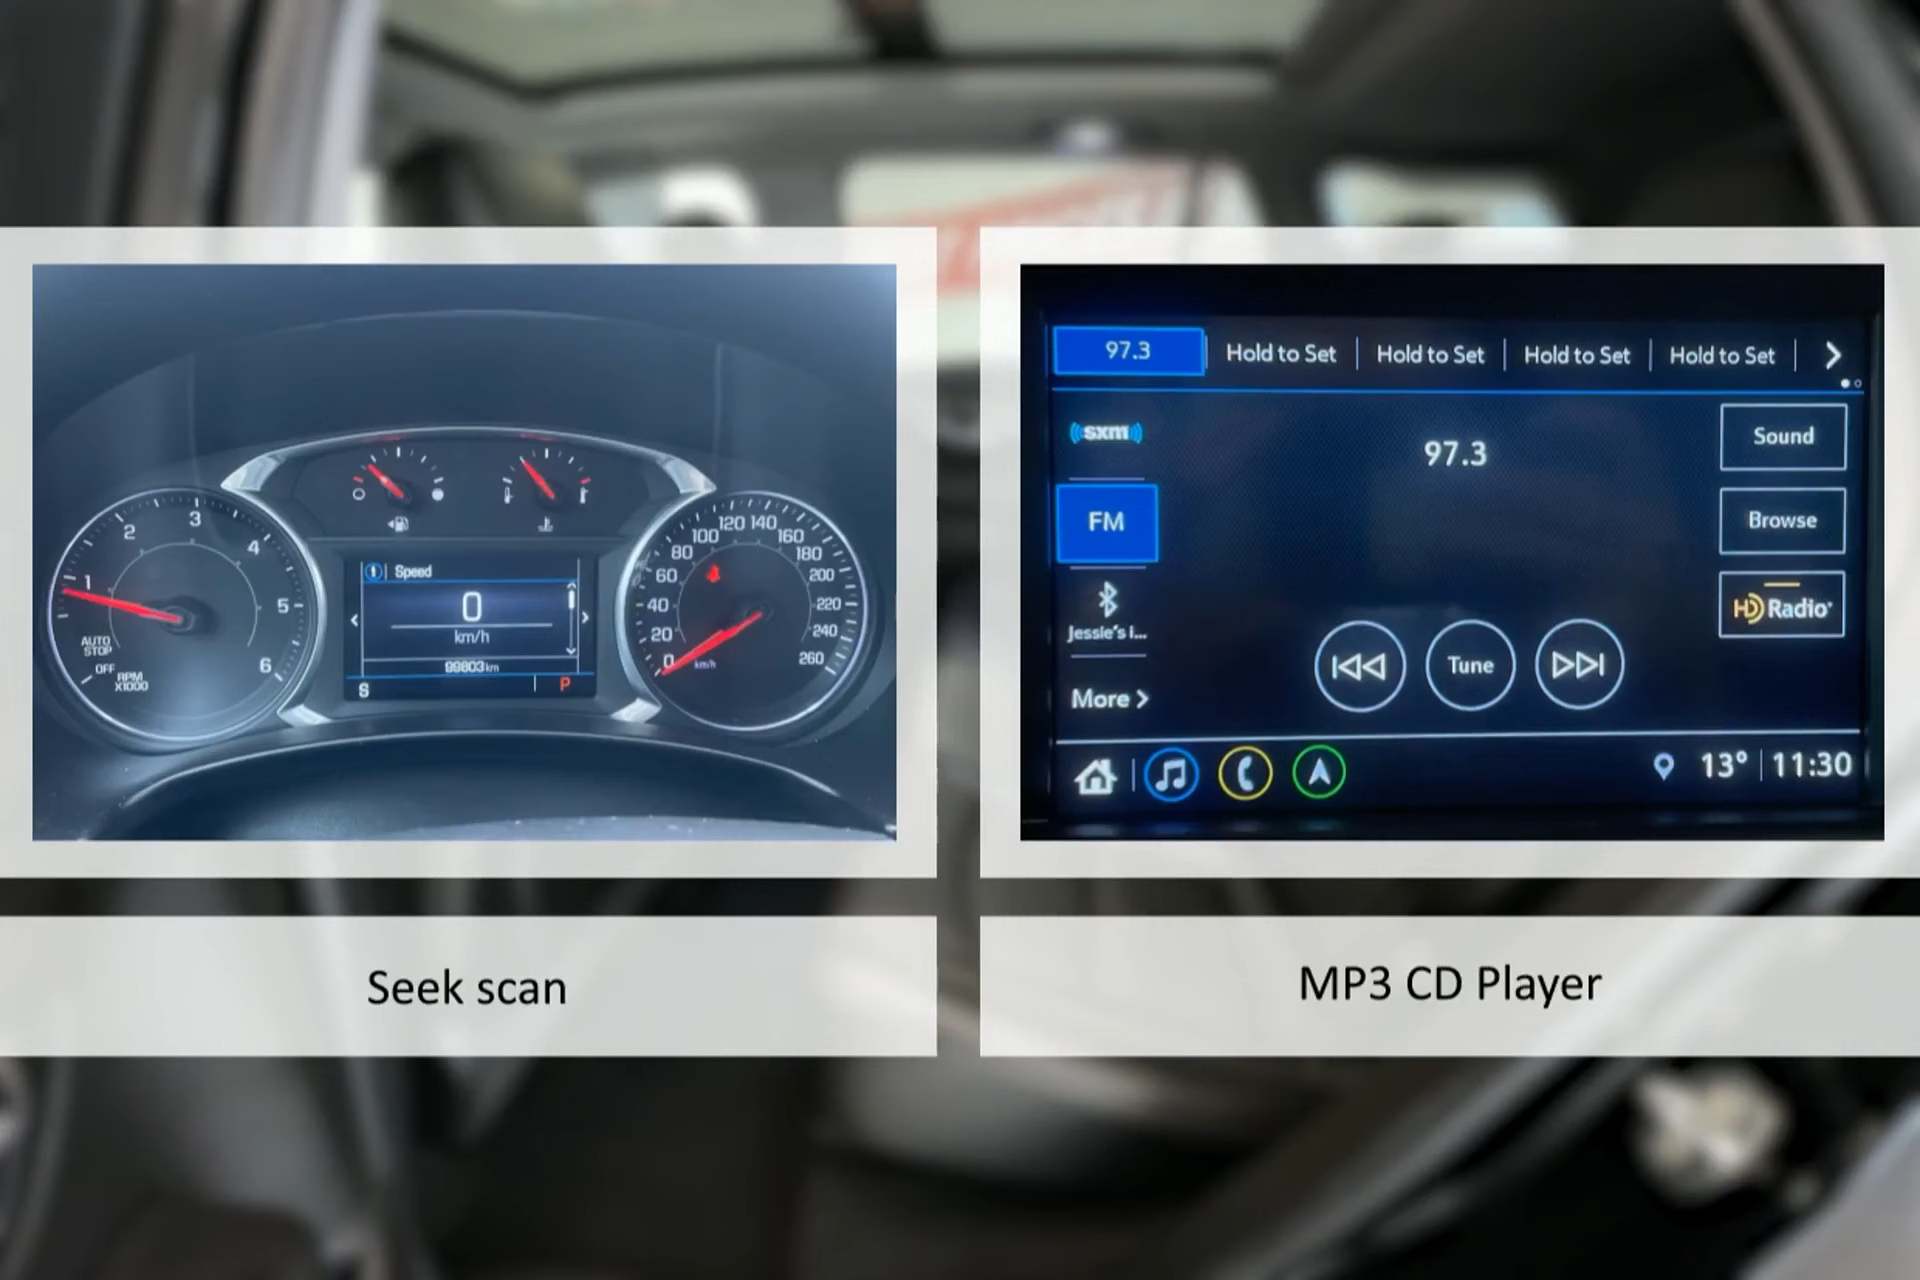 97.3
Hold to Set
Hold to Set
Hold to Set
Hold to Set
sxm
97.3
Sound
FM
Browse
Jessie's i...
HD Radio
Tune
More >
13° 11:30
1
2
3
4
5
6
AUTO
STOP
OFF
RPM
X1000
Speed
0
km/h
99803 km
S
P
0
20
40
60
80
100
120
140
160
180
200
220
240
260
km/h
Seek scan
MP3 CD Player